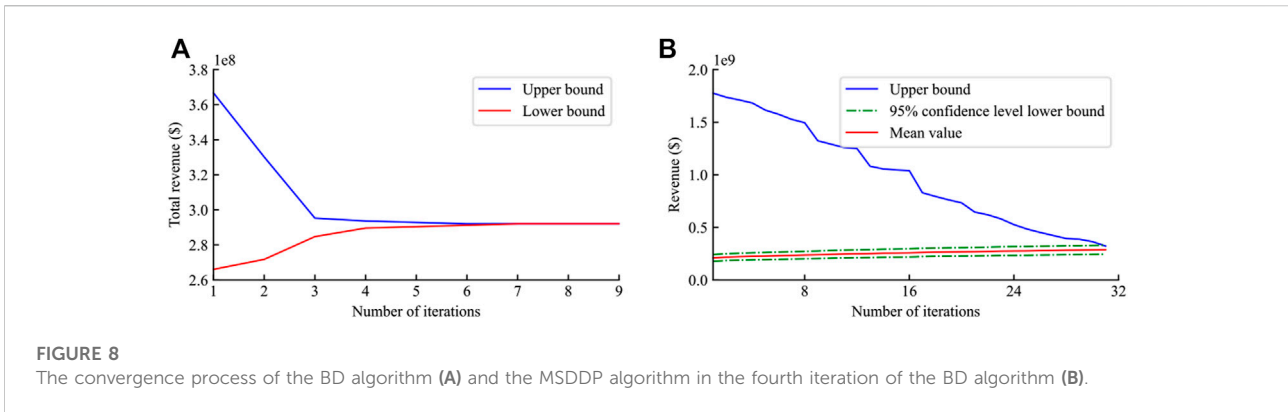 A
1e8
3.8
3.6
3.4
3.2
3.0
2.8
2.6
Total revenue ($)
Upper bound
Lower bound
1 2 3 4 5 6 7 8 9
Number of iterations
B
1e9
2.0
1.5
1.0
0.5
0.0
Revenue ($)
Upper bound
95% confidence level lower bound
Mean value
8 16 24 32
Number of iterations
FIGURE 8
The convergence process of the BD algorithm (A) and the MSDDP algorithm in the fourth iteration of the BD algorithm (B).